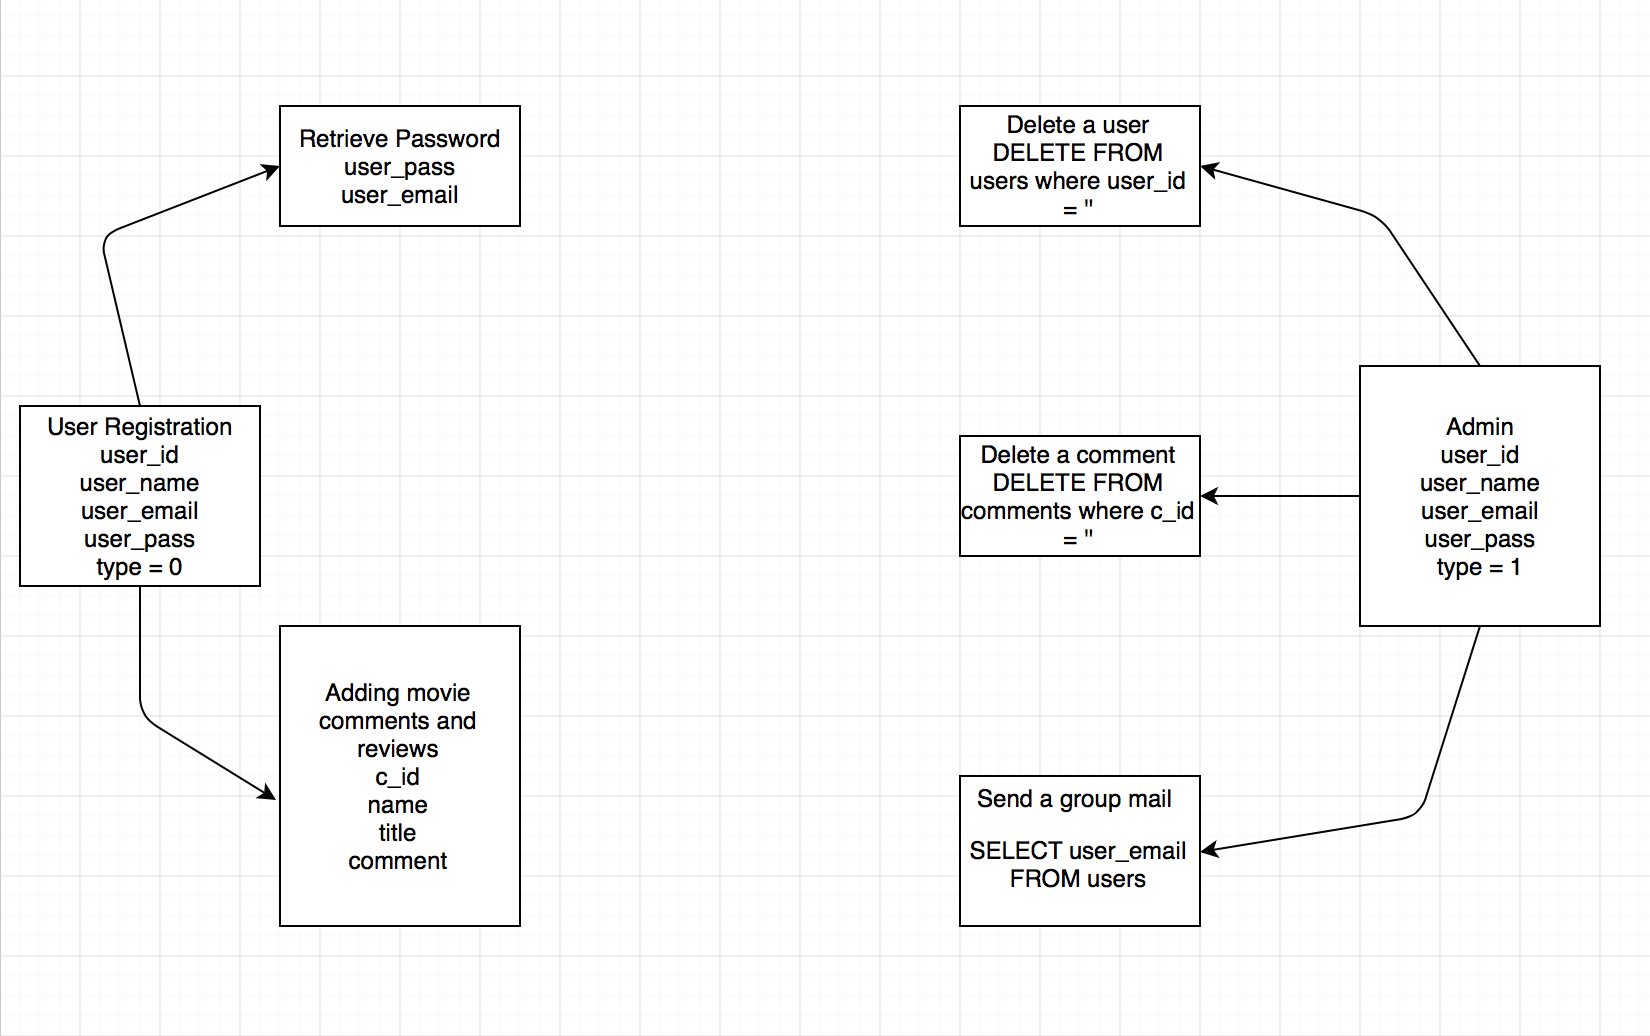 Retrieve Password
user_pass
user_email
User Registration
user_id
user_name
user_email
user_pass
type = 0
Adding movie
comments and
reviews
c_id
name
title
comment
Delete a user
DELETE FROM
users where user_id
= "
Delete a comment
DELETE FROM
comments where c_id
= "
Send a group mail
SELECT user_email
FROM users
Admin
user_id
user_name
user_email
user_pass
type = 1